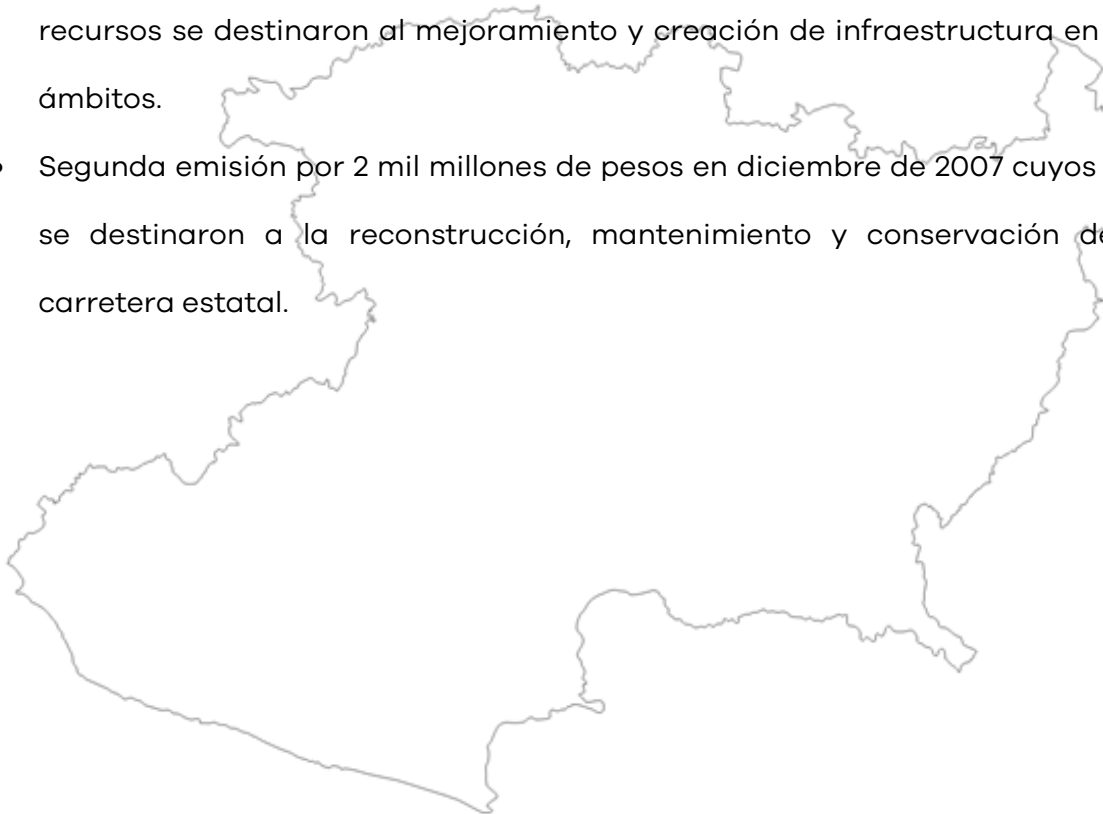 recursos se destinaron al mejoramiento y creación de infraestructura en
ámbitos.
• Segunda emisión por 2 mil millones de pesos en diciembre de 2007 cuyos
se destinaron a la reconstrucción, mantenimiento y conservación de
carretera estatal.